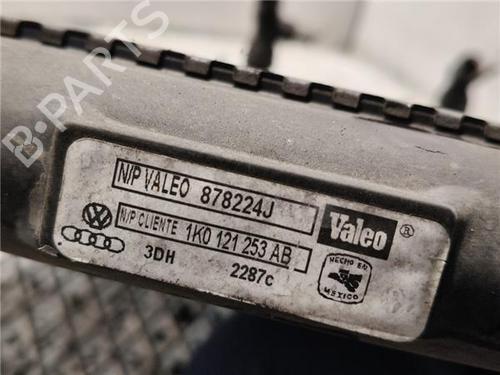 B-PARTS
N/P VALEO 878224J
Valeo ®
N/P CLIENTE 1K0 121 253 AB
3DH 2287c
HECHO EN
MEXICO